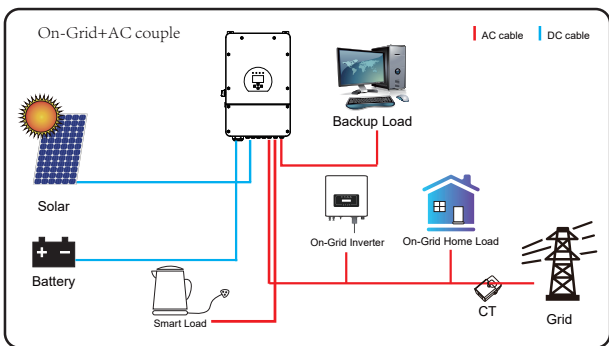 On-Grid+AC couple
AC cable
DC cable
Backup Load
Solar
On-Grid Inverter
On-Grid Home Load
Battery
Smart Load
CT
Grid